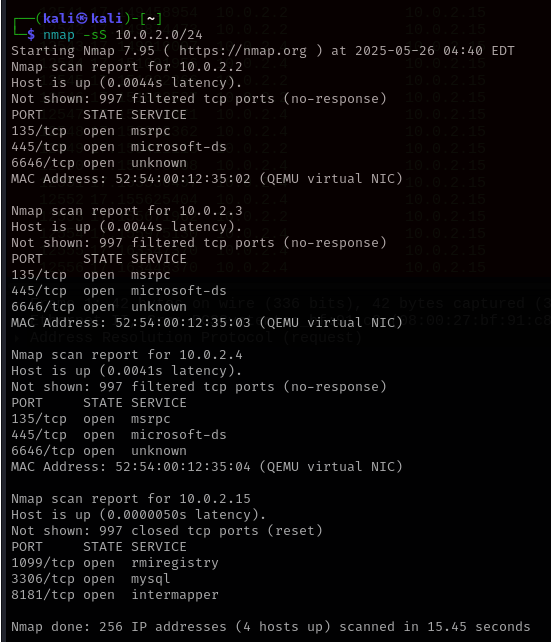 (kali㉿kali)-[~]
$ nmap -sS 10.0.2.0/24
Starting Nmap 7.95 ( https://nmap.org ) at 2025-05-26 04:40 EDT
Nmap scan report for 10.0.2.2
Host is up (0.0044s latency).
Not shown: 997 filtered tcp ports (no-response)
PORT     STATE SERVICE
135/tcp  open  msrpc
445/tcp  open  microsoft-ds
6646/tcp open  unknown
MAC Address: 52:54:00:12:35:02 (QEMU virtual NIC)

Nmap scan report for 10.0.2.3
Host is up (0.0044s latency).
Not shown: 997 filtered tcp ports (no-response)
PORT     STATE SERVICE
135/tcp  open  msrpc
445/tcp  open  microsoft-ds
6646/tcp open  unknown
MAC Address: 52:54:00:12:35:03 (QEMU virtual NIC)

Nmap scan report for 10.0.2.4
Host is up (0.0041s latency).
Not shown: 997 filtered tcp ports (no-response)
PORT     STATE SERVICE
135/tcp  open  msrpc
445/tcp  open  microsoft-ds
6646/tcp open  unknown
MAC Address: 52:54:00:12:35:04 (QEMU virtual NIC)

Nmap scan report for 10.0.2.15
Host is up (0.0000050s latency).
Not shown: 997 closed tcp ports (reset)
PORT     STATE SERVICE
1099/tcp open  rmiregistry
3306/tcp open  mysql
8181/tcp open  intermapper

Nmap done: 256 IP addresses (4 hosts up) scanned in 15.45 seconds